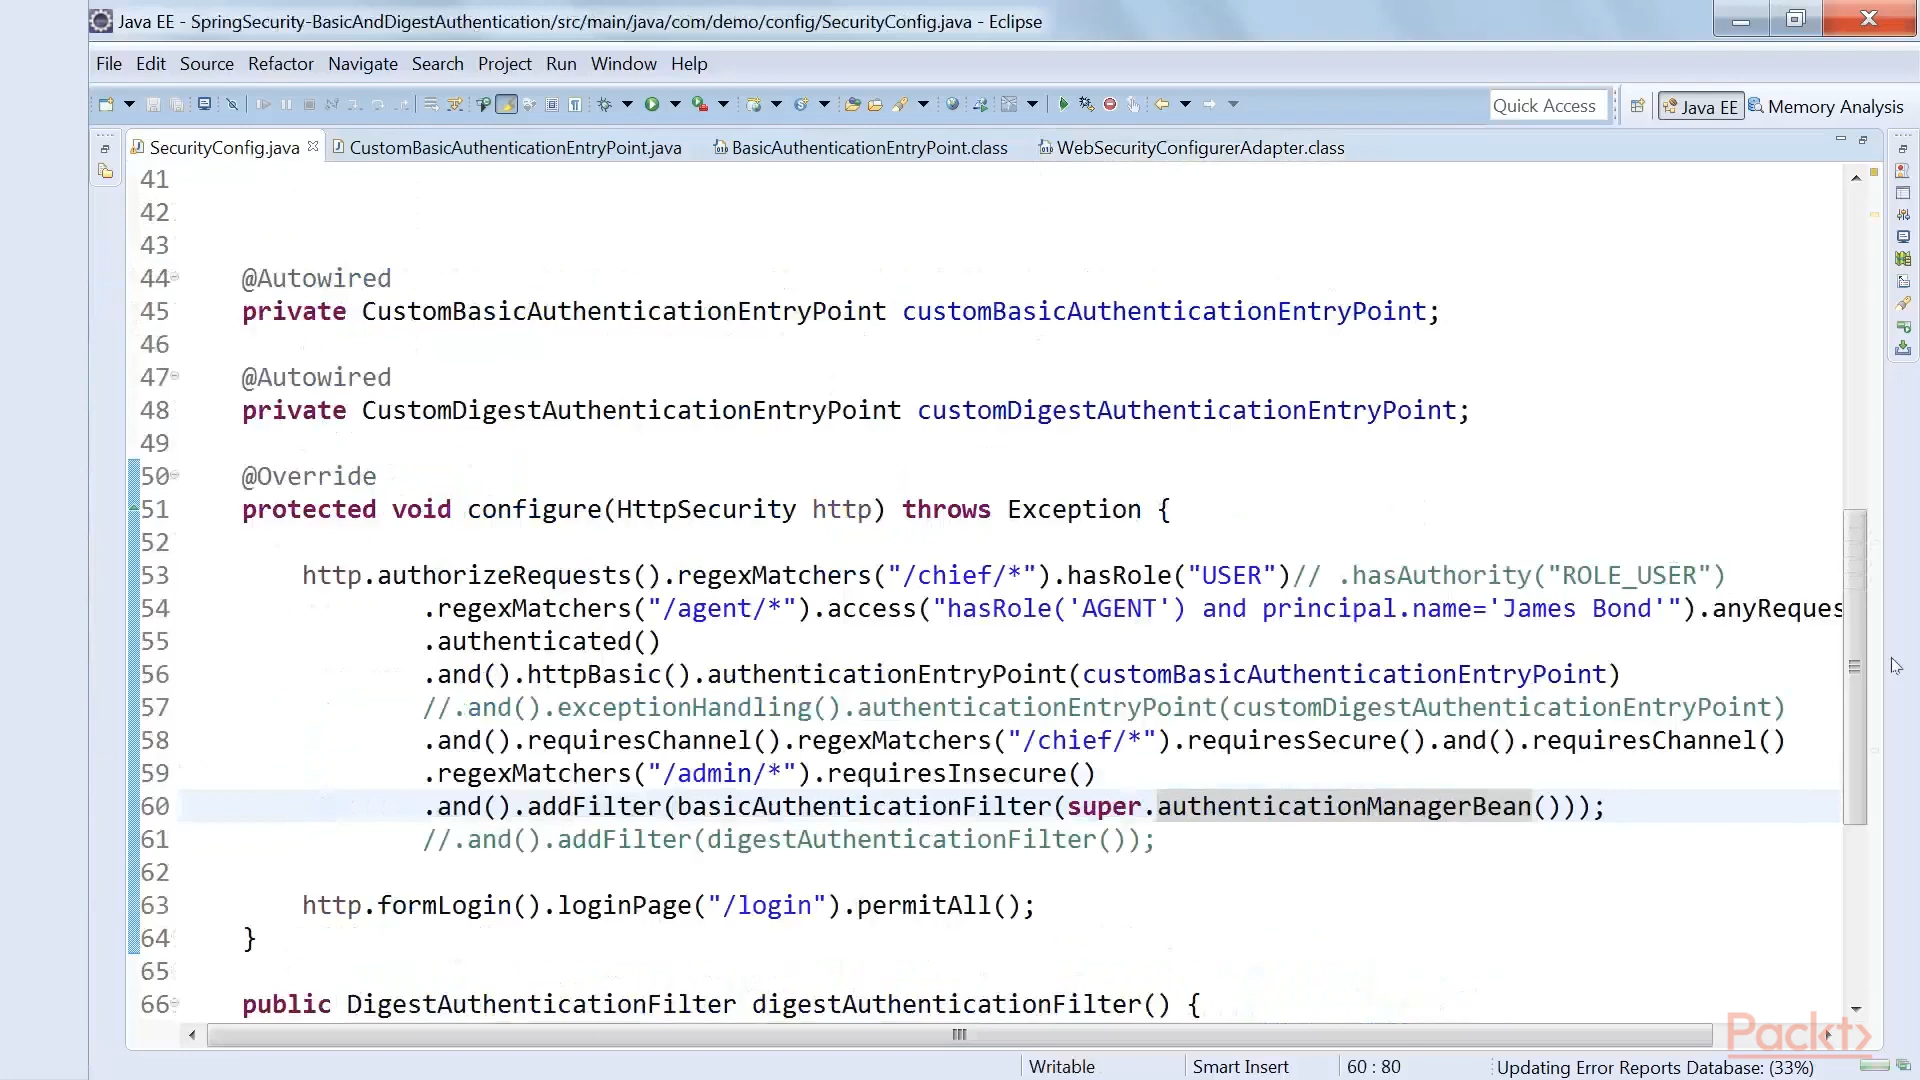 Java EE - SpringSecurity-BasicAndDigestAuthentication/src/main/java/com/demo/config/SecurityConfig.java - Eclipse
File Edit Source Refactor Navigate Search Project Run Window Help
Quick Access Java EE Memory Analysis
SecurityConfig.java CustomBasicAuthenticationEntryPoint.java BasicAuthenticationEntryPoint.class WebSecurityConfigurerAdapter.class
41
42
43
44 @Autowired
45 private CustomBasicAuthenticationEntryPoint customBasicAuthenticationEntryPoint;
46
47 @Autowired
48 private CustomDigestAuthenticationEntryPoint customDigestAuthenticationEntryPoint;
49
50 @Override
51 protected void configure(HttpSecurity http) throws Exception {
52
53 http.authorizeRequests().regexMatchers("/chief/*").hasRole("USER")// .hasAuthority("ROLE_USER")
54 .regexMatchers("/agent/*").access("hasRole('AGENT') and principal.name='James Bond'").anyReques
55 .authenticated()
56 .and().httpBasic().authenticationEntryPoint(customBasicAuthenticationEntryPoint)
57 //.and().exceptionHandling().authenticationEntryPoint(customDigestAuthenticationEntryPoint)
58 .and().requiresChannel().regexMatchers("/chief/*").requiresSecure().and().requiresChannel()
59 .regexMatchers("/admin/*").requiresInsecure()
60 .and().addFilter(basicAuthenticationFilter(super.authenticationManagerBean()));
61 //.and().addFilter(digestAuthenticationFilter());
62
63 http.formLogin().loginPage("/login").permitAll();
64 }
65
66 public DigestAuthenticationFilter digestAuthenticationFilter() {
Packt>
Writable Smart Insert 60 : 80 Updating Error Reports Database: (33%)